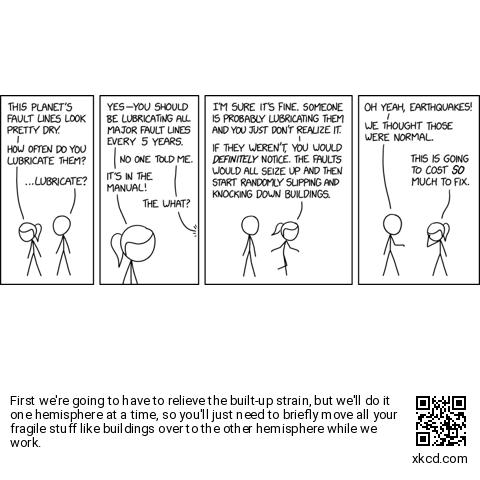 THIS PLANET'S
FAULT LINES LOOK
PRETTY DRY.
HOW OFTEN DO YOU
LUBRICATE THEM?
...LUBRICATE?
YES—YOU SHOULD
BE LUBRICATING ALL
MAJOR FAULT LINES
EVERY 5 YEARS.
NO ONE TOLD ME.
IT'S IN THE
MANUAL!
THE WHAT?
I'M SURE IT'S FINE. SOMEONE
IS PROBABLY LUBRICATING THEM
AND YOU JUST DON'T REALIZE IT.
IF THEY WEREN'T, YOU WOULD
DEFINITELY NOTICE. THE FAULTS
WOULD ALL SEIZE UP AND THEN
START RANDOMLY SLIPPING AND
KNOCKING DOWN BUILDINGS.
OH YEAH, EARTHQUAKES!
WE THOUGHT THOSE
WERE NORMAL.
THIS IS GOING
TO COST SO
MUCH TO FIX.
First we're going to have to relieve the built-up strain, but we'll do it
one hemisphere at a time, so you'll just need to briefly move all your
fragile stuff like buildings over to the other hemisphere while we
work.
xkcd.com